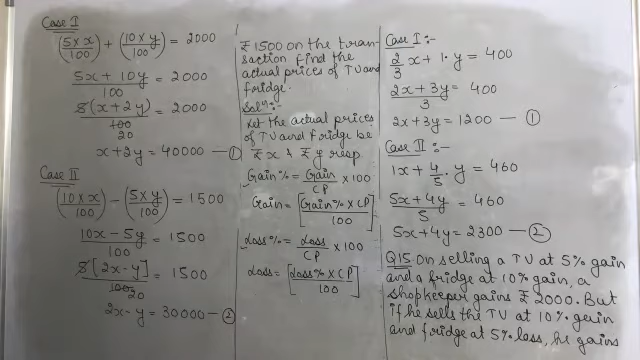 Case I
(5×x/100) + (10×y/100) = 2000
5x+10y/100 = 2000
5(x+2y)/100 = 2000
20
x+2y = 40000 — ①
Case II
(10×x/100) − (5×y/100) = 1500
10x−5y/100 = 1500
5[2x−y]/100 = 1500
20
2x−y = 30000 — ②
₹1500 on the tran-
saction find the
actual prices of TV and
fridge.
Solⁿ:-
Let the actual prices
of TV and fridge be
₹ x & ₹ y resp
Gain% = Gain/CP × 100
Gain = [Gain% × CP/100]
Loss% = Loss/CP × 100
Loss = [Loss% × CP/100]
Case I:-
2/3 x + 1·y = 400
2x+3y/3 = 400
2x+3y = 1200 — ①
Case II:-
1x + 4/5 · y = 460
5x+4y/5 = 460
5x+4y = 2300 — ②
Q15 On selling a TV at 5% gain
and a fridge at 10% gain, a
shopkeeper gains ₹ 2000. But
if he sells the TV at 10% gain
and fridge at 5% loss, he gains